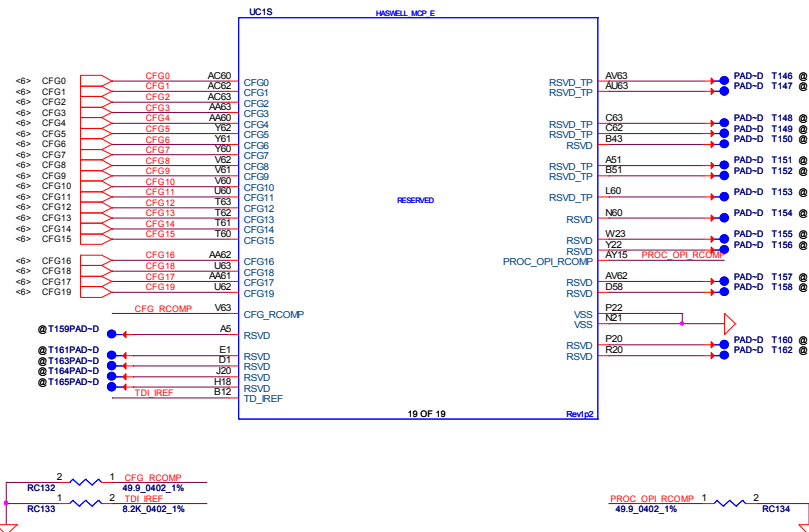 UC1S HASWELL_MCP_E
<6> CFG0 CFG0 AC60 CFG0 RSVD_TP AV63 PAD~D T146 @
<6> CFG1 CFG1 AC62 CFG1 RSVD_TP AU63 PAD~D T147 @
<6> CFG2 CFG2 AC63 CFG2
<6> CFG3 CFG3 AA63 CFG3
<6> CFG4 CFG4 AA60 CFG4 RSVD_TP C63 PAD~D T148 @
<6> CFG5 CFG5 Y62 CFG5 RSVD_TP C62 PAD~D T149 @
<6> CFG6 CFG6 Y61 CFG6 RSVD B43 PAD~D T150 @
<6> CFG7 CFG7 Y60 CFG7
<6> CFG8 CFG8 V62 CFG8 RSVD_TP A51 PAD~D T151 @
<6> CFG9 CFG9 V61 CFG9 RSVD_TP B51 PAD~D T152 @
<6> CFG10 CFG10 V60 CFG10
<6> CFG11 CFG11 U60 CFG11 RESERVED RSVD_TP L60 PAD~D T153 @
<6> CFG12 CFG12 T63 CFG12
<6> CFG13 CFG13 T62 CFG13 RSVD N60 PAD~D T154 @
<6> CFG14 CFG14 T61 CFG14
<6> CFG15 CFG15 T60 CFG15 RSVD W23 PAD~D T155 @
RSVD Y22 PAD~D T156 @
<6> CFG16 CFG16 AA62 CFG16 PROC_OPI_RCOMP AY15 PROC_OPI_RCOMP
<6> CFG18 CFG18 U63 CFG18
<6> CFG17 CFG17 AA61 CFG17 RSVD AV62 PAD~D T157 @
<6> CFG19 CFG19 U62 CFG19 RSVD D58 PAD~D T158 @
CFG_RCOMP V63 CFG_RCOMP VSS P22
VSS N21
@ T159PAD~D A5 RSVD
@ T161PAD~D E1 RSVD RSVD P20 PAD~D T160 @
@ T163PAD~D D1 RSVD RSVD R20 PAD~D T162 @
@ T164PAD~D J20 RSVD
@ T165PAD~D H18 RSVD
TDI_IREF B12 TD_IREF
19 OF 19 Rev1p2
RC132 2 1 CFG_RCOMP
49.9_0402_1%
RC133 1 2 TDI_IREF
8.2K_0402_1%
PROC_OPI_RCOMP 1 2 RC134
49.9_0402_1%